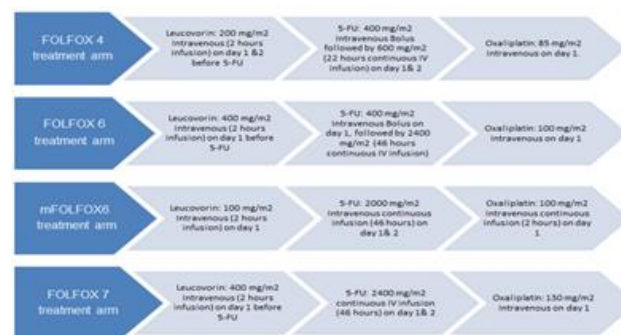 FOLFOX 4
treatment arm
Leucovorin: 200 mg/m2
Intravenous (2 hours
infusion) on day 1 &2
before 5-FU
5-FU: 400 mg/m2
Intravenous Bolus
followed by 600 mg/m2
(22 hours continuous IV
infusion) on day 1& 2
Oxaliplatin: 85 mg/m2
Intravenous on day 1.
FOLFOX 6
treatment arm
Leucovorin: 400 mg/m2
Intravenous (2 hours
infusion) on day 1 before
5-FU
5-FU: 400 mg/m2
Intravenous Bolus on
day 1, followed by 2400
mg/m2 (46 hours
continuous IV infusion)
Oxaliplatin: 100 mg/m2
Intravenous on day 1
mFOLFOX6
treatment arm
Leucovorin: 100 mg/m2
Intravenous (2 hours
infusion) on day 1
5-FU: 2000 mg/m2
Intravenous continuous
infusion (46 hours) on
day 1& 2
Oxaliplatin: 100 mg/m2
Intravenous continuous
infusion (2 hours) on day
1
FOLFOX 7
treatment arm
Leucovorin: 400 mg/m2
Intravenous (2 hours
infusion) on day 1 before
5-FU
5-FU: 2400 mg/m2
continuous IV infusion
(46 hours) on day 1& 2
Oxaliplatin: 130 mg/m2
Intravenous on day 1